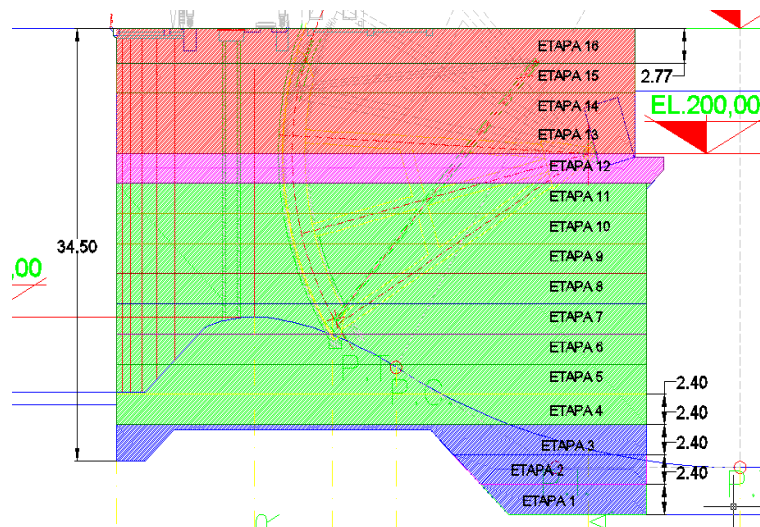 ETAPA 16
ETAPA 15
2.77
ETAPA 14
EL.200,00
ETAPA 13
ETAPA 12
ETAPA 11
ETAPA 10
34.50
ETAPA 9
,00
ETAPA 8
ETAPA 7
ETAPA 6
P.T.
ETAPA 5
P.C.
2.40
ETAPA 4
2.40
ETAPA 3
2.40
ETAPA 2
2.40
P.
ETAPA 1
R